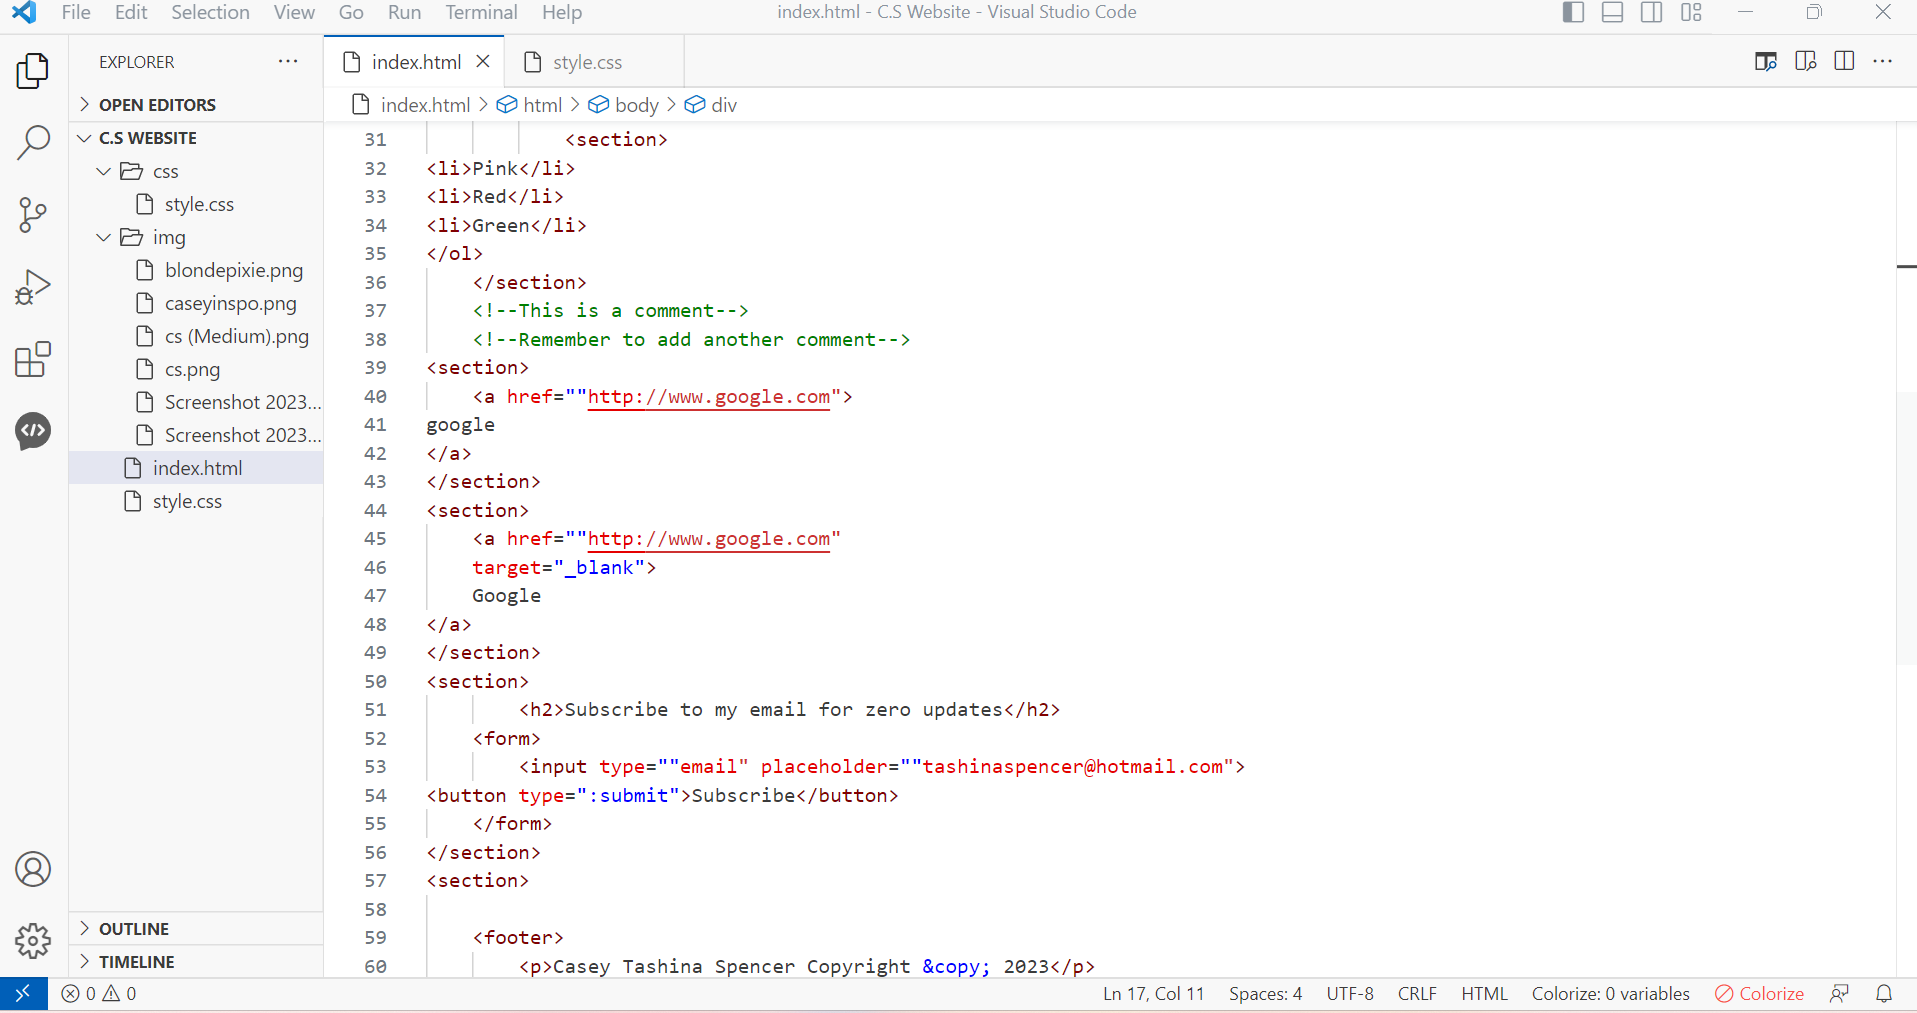 File Edit Selection View Go Run Terminal Help index.html - C.S Website - Visual Studio Code
EXPLORER ··· index.html style.css ···
OPEN EDITORS
index.html > html > body > div
C.S WEBSITE
css
style.css
img
blondepixie.png
caseyinspo.png
cs (Medium).png
cs.png
Screenshot 2023...
Screenshot 2023...
index.html
style.css
OUTLINE
TIMELINE
31 <section>
32 <li>Pink</li>
33 <li>Red</li>
34 <li>Green</li>
35 </ol>
36 </section>
37 <!--This is a comment-->
38 <!--Remember to add another comment-->
39 <section>
40 <a href=""http://www.google.com">
41 google
42 </a>
43 </section>
44 <section>
45 <a href=""http://www.google.com"
46 target="_blank">
47 Google
48 </a>
49 </section>
50 <section>
51 <h2>Subscribe to my email for zero updates</h2>
52 <form>
53 <input type=""email" placeholder=""tashinaspencer@hotmail.com">
54 <button type=":submit">Subscribe</button>
55 </form>
56 </section>
57 <section>
58
59 <footer>
60 <p>Casey Tashina Spencer Copyright &copy; 2023</p>
0 0 Ln 17, Col 11 Spaces: 4 UTF-8 CRLF HTML Colorize: 0 variables Colorize